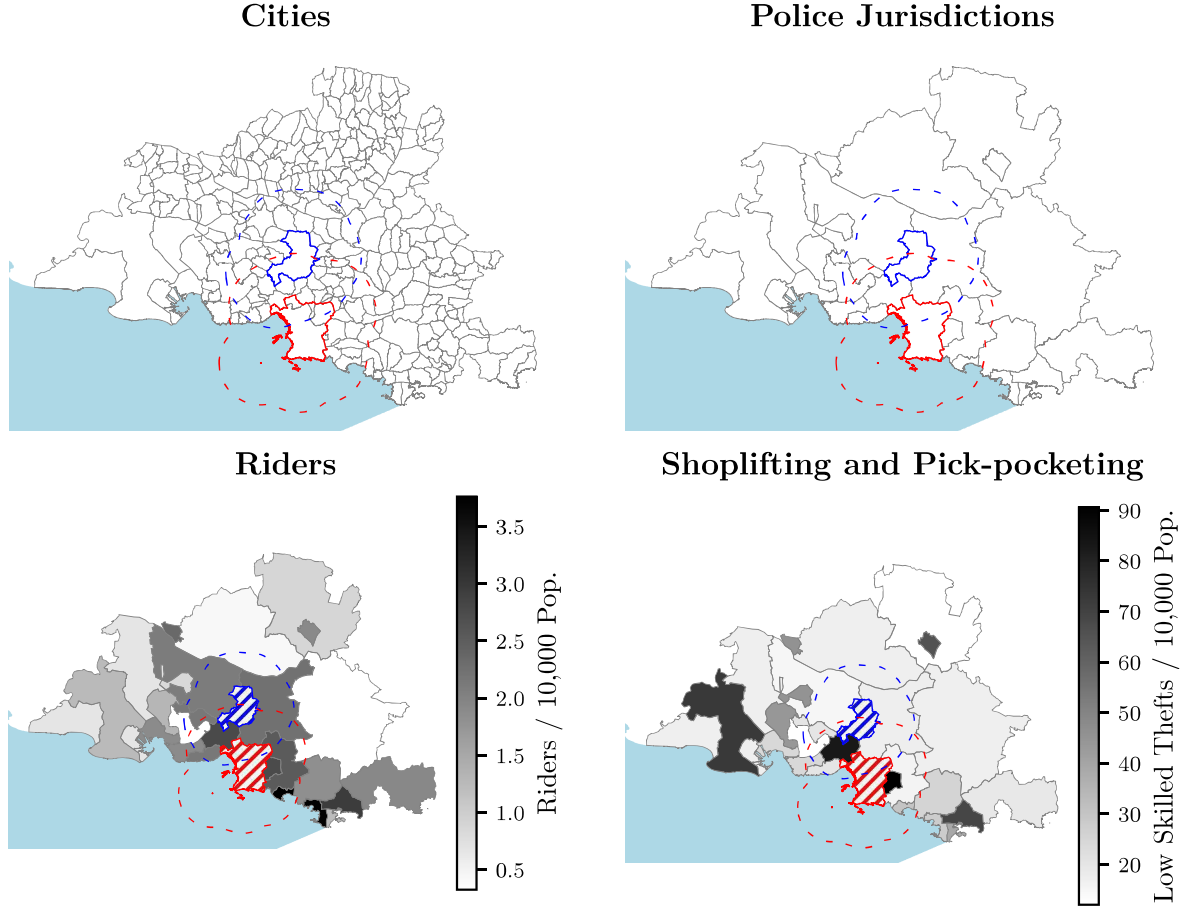 Cities
Police Jurisdictions
Riders
3.5
3.0
2.5
2.0
1.5
1.0
0.5
Riders / 10,000 Pop.
Shoplifting and Pick-pocketing
90
80
70
60
50
40
30
20
Low Skilled Thefts / 10,000 Pop.